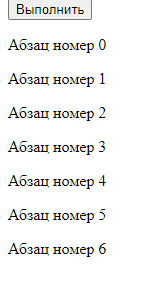 Выполнить
Абзац номер 0
Абзац номер 1
Абзац номер 2
Абзац номер 3
Абзац номер 4
Абзац номер 5
Абзац номер 6